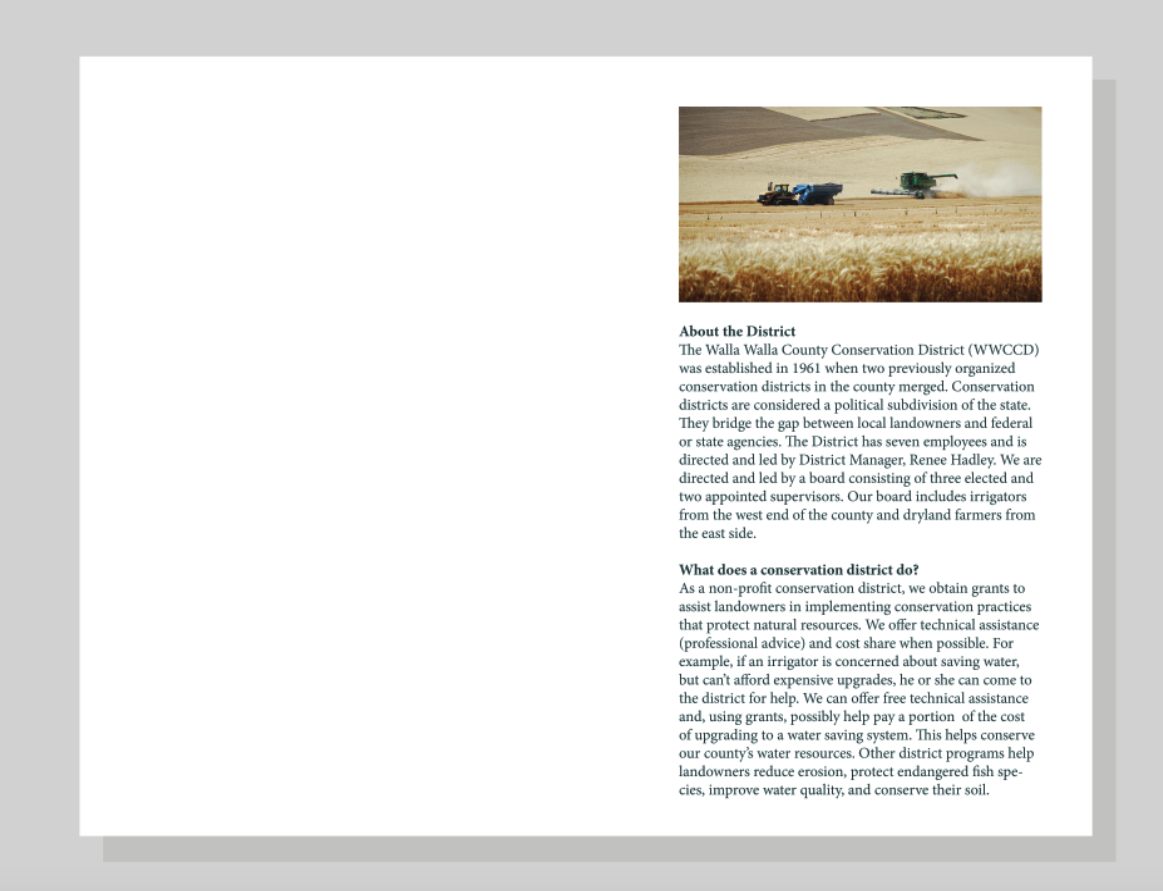 About the District
The Walla Walla County Conservation District (WWCCD)
was established in 1961 when two previously organized
conservation districts in the county merged. Conservation
districts are considered a political subdivision of the state.
They bridge the gap between local landowners and federal
or state agencies. The District has seven employees and is
directed and led by District Manager, Renee Hadley. We are
directed and led by a board consisting of three elected and
two appointed supervisors. Our board includes irrigators
from the west end of the county and dryland farmers from
the east side.
What does a conservation district do?
As a non-profit conservation district, we obtain grants to
assist landowners in implementing conservation practices
that protect natural resources. We offer technical assistance
(professional advice) and cost share when possible. For
example, if an irrigator is concerned about saving water,
but can’t afford expensive upgrades, he or she can come to
the district for help. We can offer free technical assistance
and, using grants, possibly help pay a portion  of the cost
of upgrading to a water saving system. This helps conserve
our county’s water resources. Other district programs help
landowners reduce erosion, protect endangered fish spe-
cies, improve water quality, and conserve their soil.